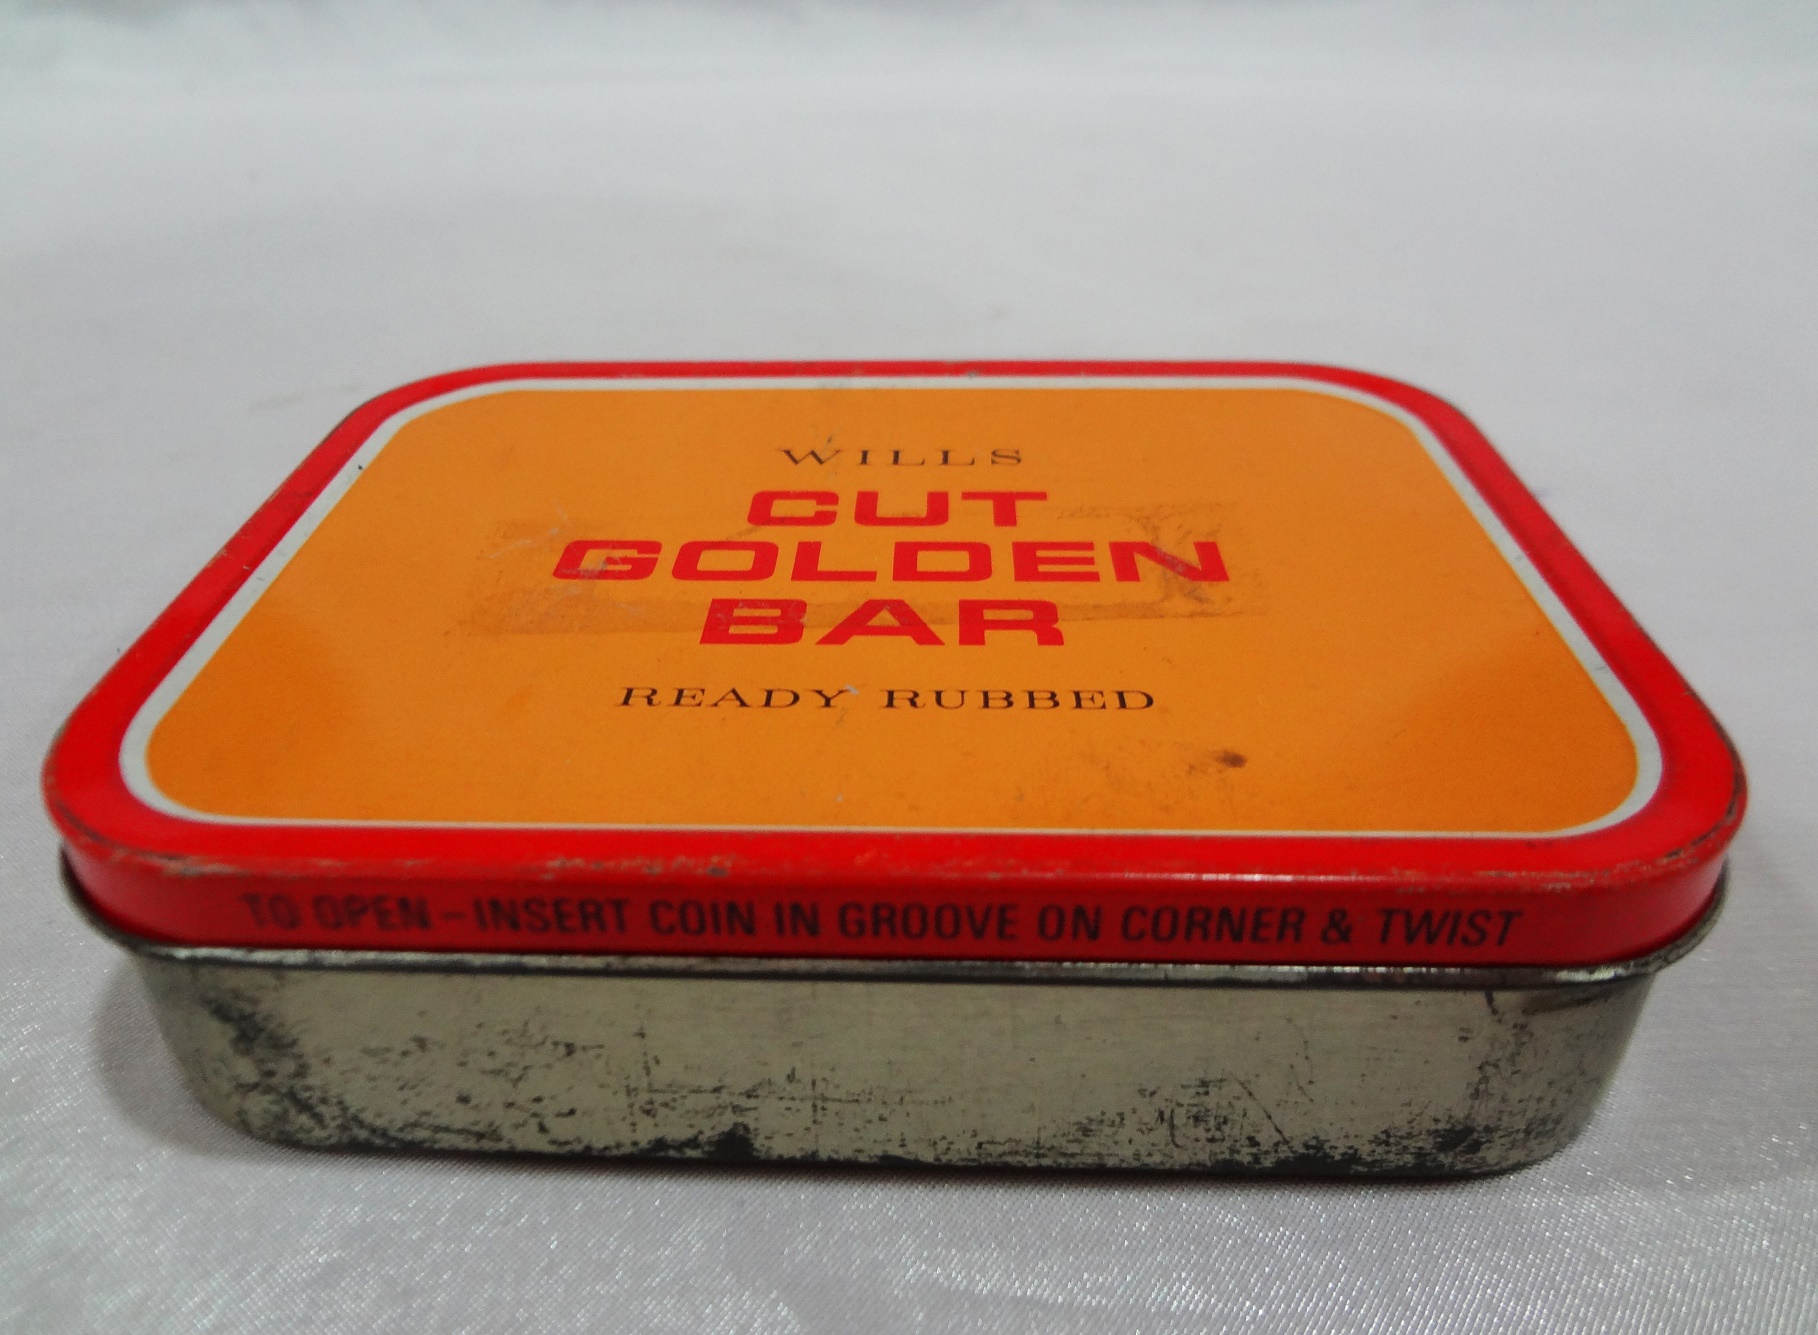 WILLS
CUT
GOLDEN
BAR
READY RUBBED
TO OPEN - INSERT COIN IN GROOVE ON CORNER & TWIST